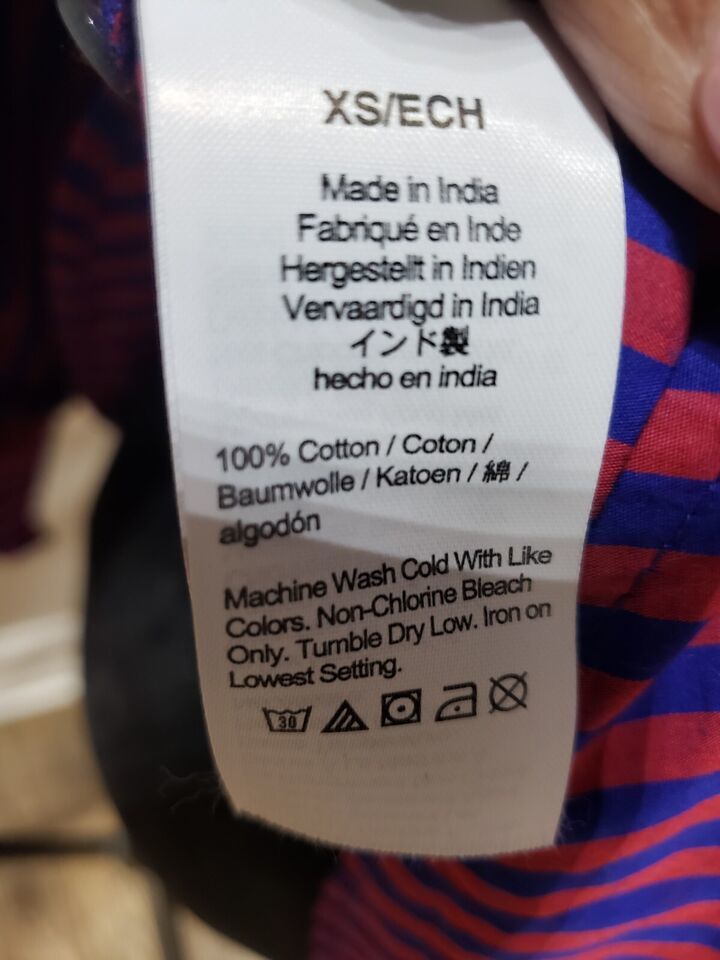 XS/ECH
Made in India
Fabriqué en Inde
Hergestellt in Indien
Vervaardigd in India
インド製
hecho en india
100% Cotton / Coton /
Baumwolle / Katoen / 綿 /
algodón
Machine Wash Cold With Like
Colors. Non-Chlorine Bleach
Only. Tumble Dry Low. Iron on
Lowest Setting.
30